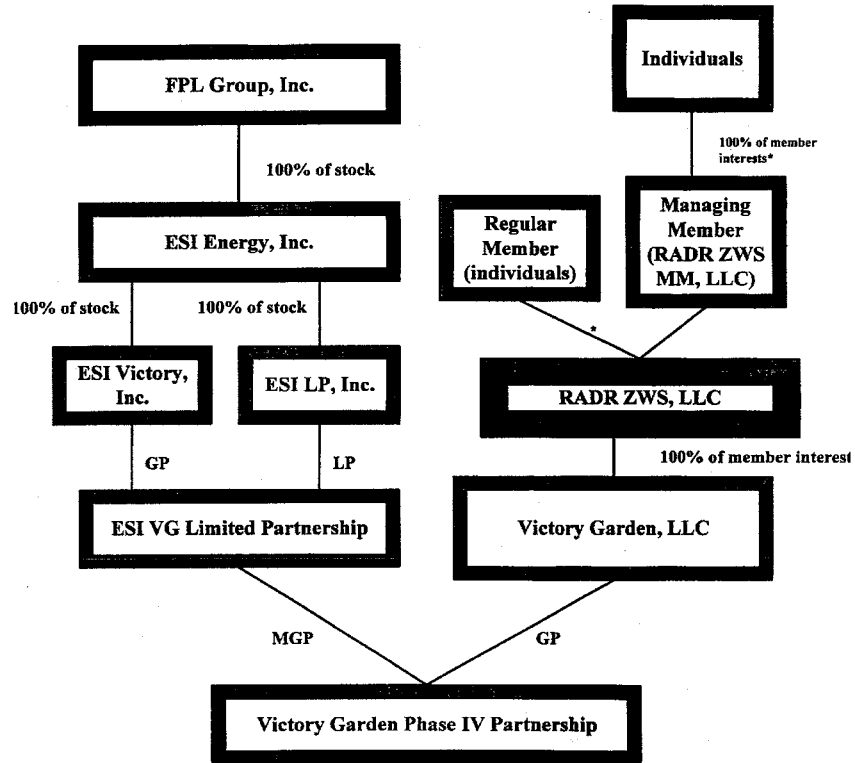 Individuals
FPL Group, Inc.
100% of member
interests*
100% of stock
Regular
Member
(individuals)
Managing
Member
(RADR ZWS
MM, LLC)
ESI Energy, Inc.
100% of stock
100% of stock
*
ESI Victory,
Inc.
ESI LP, Inc.
RADR ZWS, LLC
GP
LP
100% of member interest
ESI VG Limited Partnership
Victory Garden, LLC
MGP
GP
Victory Garden Phase IV Partnership